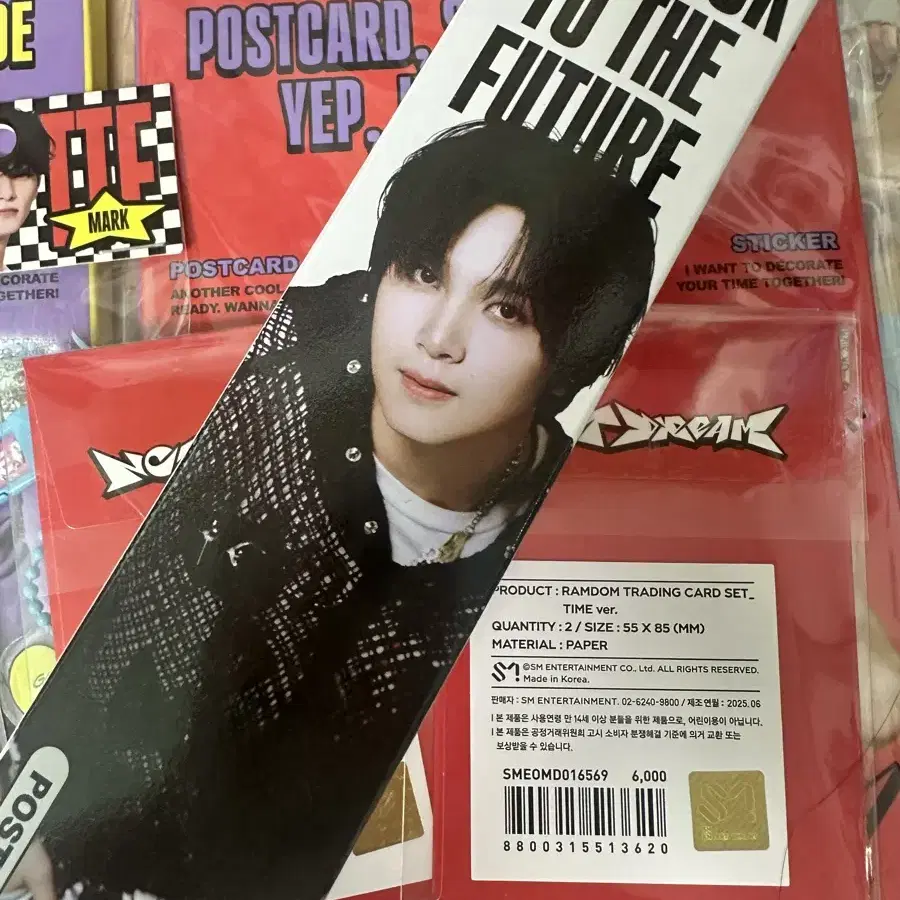 TO THE
FUTURE
POSTCARD.
YEP.
TTF
MARK
POSTCARD
ANOTHER COOL
READY. WANNA
STICKER
I WANT TO DECORATE
YOUR TIME TOGETHER!
DREAM
PRODUCT : RAMDOM TRADING CARD SET_
TIME ver.
QUANTITY : 2 / SIZE : 55 X 85 (MM)
MATERIAL : PAPER
©SM ENTERTAINMENT CO., Ltd. ALL RIGHTS RESERVED.
Made in Korea.
판매자 : SM ENTERTAINMENT. 02-6240-9800 / 제조 연월 : 2025.06
ㅣ본 제품은 사용연령 만 14세 이상 분들을 위한 제품으로, 어린이용이 아닙니다.
ㅣ본 제품은 공정거래위원회 고시 소비자 분쟁해결 기준에 의거 교환 또는
보상받을 수 있습니다.
SMEOMD016569 6,000
8800315513620